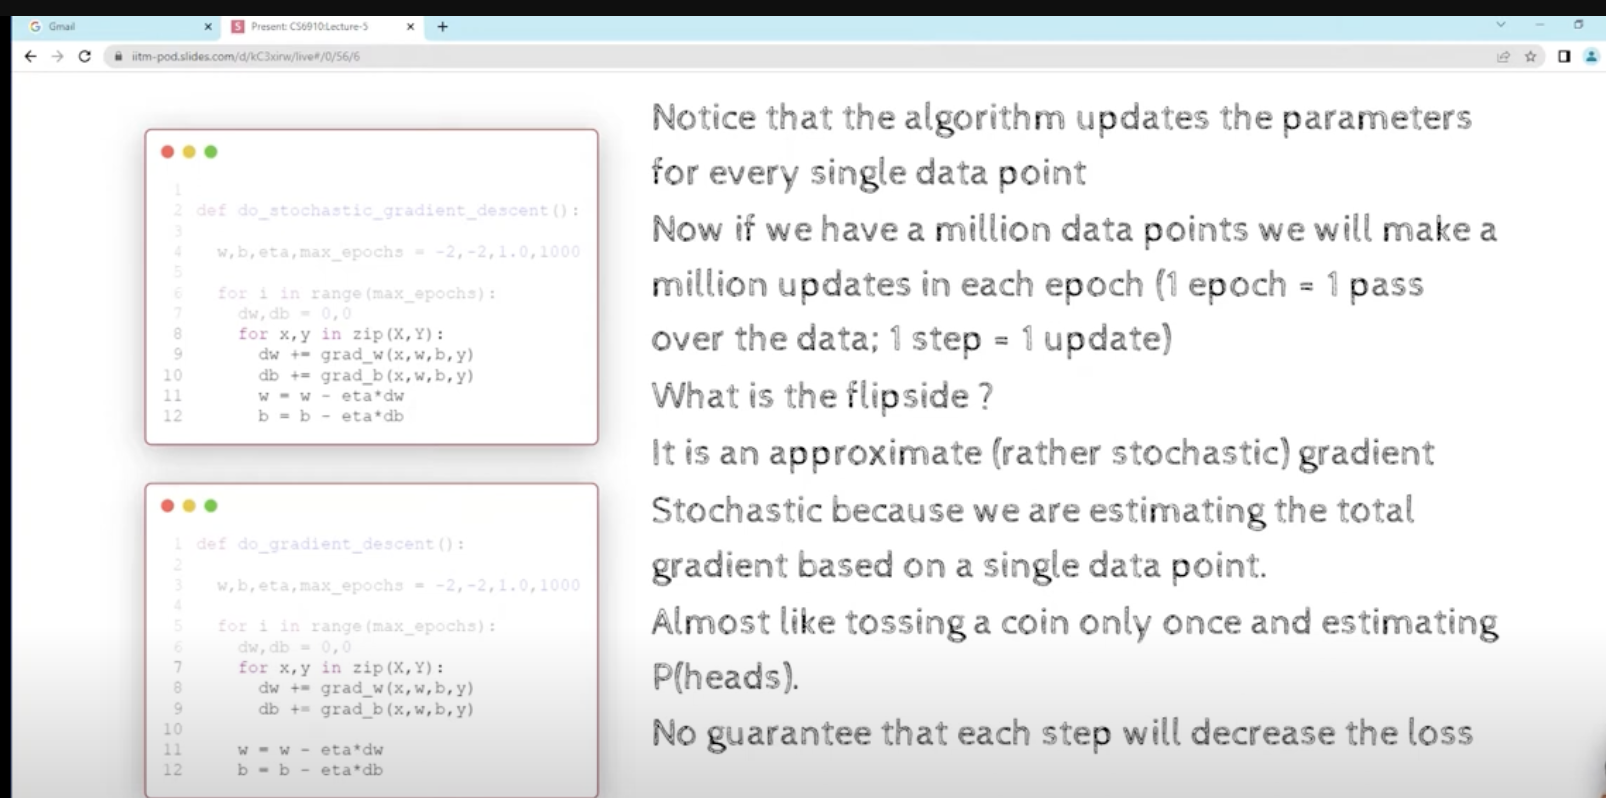 Gmail
Present: CS6910:Lecture-5
iitm-pod.slides.com/d/kC3xirw/live#/0/56/6
1
2 def do_stochastic_gradient_descent():
3
4 w,b,eta,max_epochs = -2,-2,1.0,1000
5
6 for i in range(max_epochs):
7 dw,db = 0,0
8 for x,y in zip(X,Y):
9 dw += grad_w(x,w,b,y)
10 db += grad_b(x,w,b,y)
11 w = w - eta*dw
12 b = b - eta*db
1 def do_gradient_descent():
2
3 w,b,eta,max_epochs = -2,-2,1.0,1000
4
5 for i in range(max_epochs):
6 dw,db = 0,0
7 for x,y in zip(X,Y):
8 dw += grad_w(x,w,b,y)
9 db += grad_b(x,w,b,y)
10
11 w = w - eta*dw
12 b = b - eta*db
Notice that the algorithm updates the parameters
for every single data point
Now if we have a million data points we will make a
million updates in each epoch (1 epoch = 1 pass
over the data; 1 step = 1 update)
What is the flipside ?
It is an approximate (rather stochastic) gradient
Stochastic because we are estimating the total
gradient based on a single data point.
Almost like tossing a coin only once and estimating
P(heads).
No guarantee that each step will decrease the loss